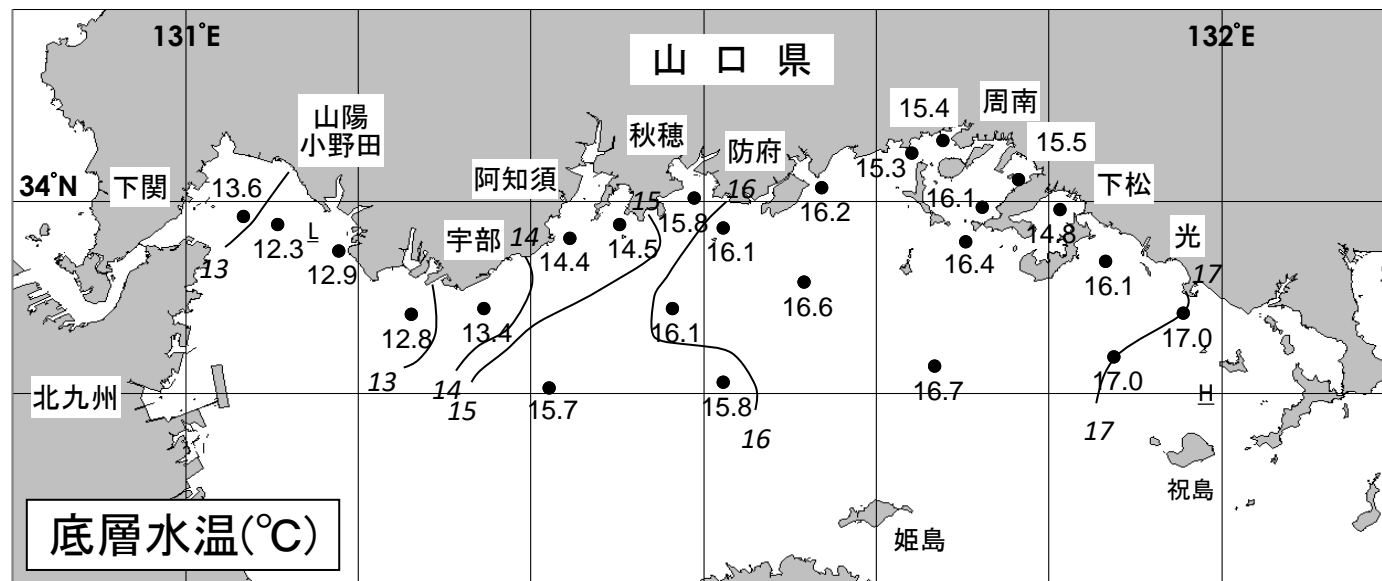 131°E
132°E
山口県
15.4
周南
山陽
小野田
秋穂
防府
15.3
15.5
34°N
下関
13.6
阿知須
15
16
16.2
16.1
下松
15.8
12.3
L
宇部
14
14.4
14.5
16.1
16.4
14.8
光
13
12.9
16.1
17
16.6
12.8
13.4
16.1
17.0
13
14
15
15.7
15.8
16
16.7
17.0
H
17
北九州
祝島
底層水温(℃)
姫島